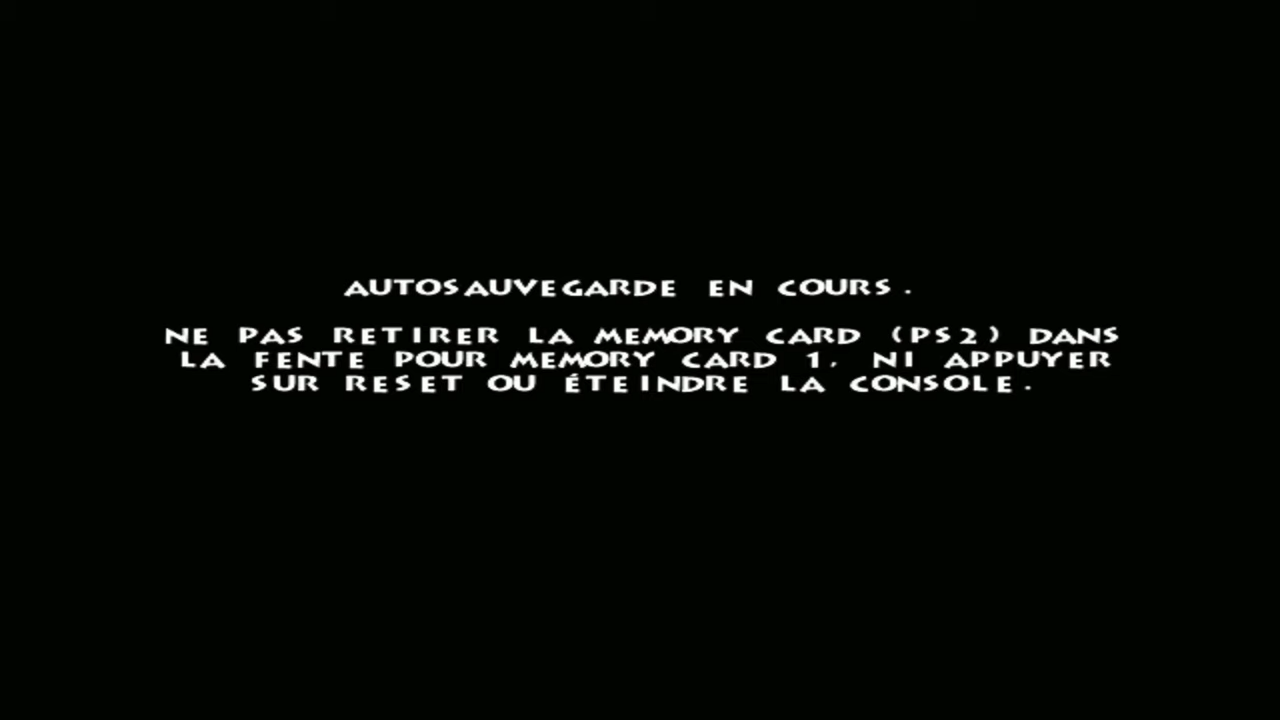 AUTOSAUVEGARDE EN COURS.
NE PAS RETIRER LA MEMORY CARD (PS2) DANS
LA FENTE POUR MEMORY CARD 1, NI APPUYER
SUR RESET OU ÉTEINDRE LA CONSOLE.